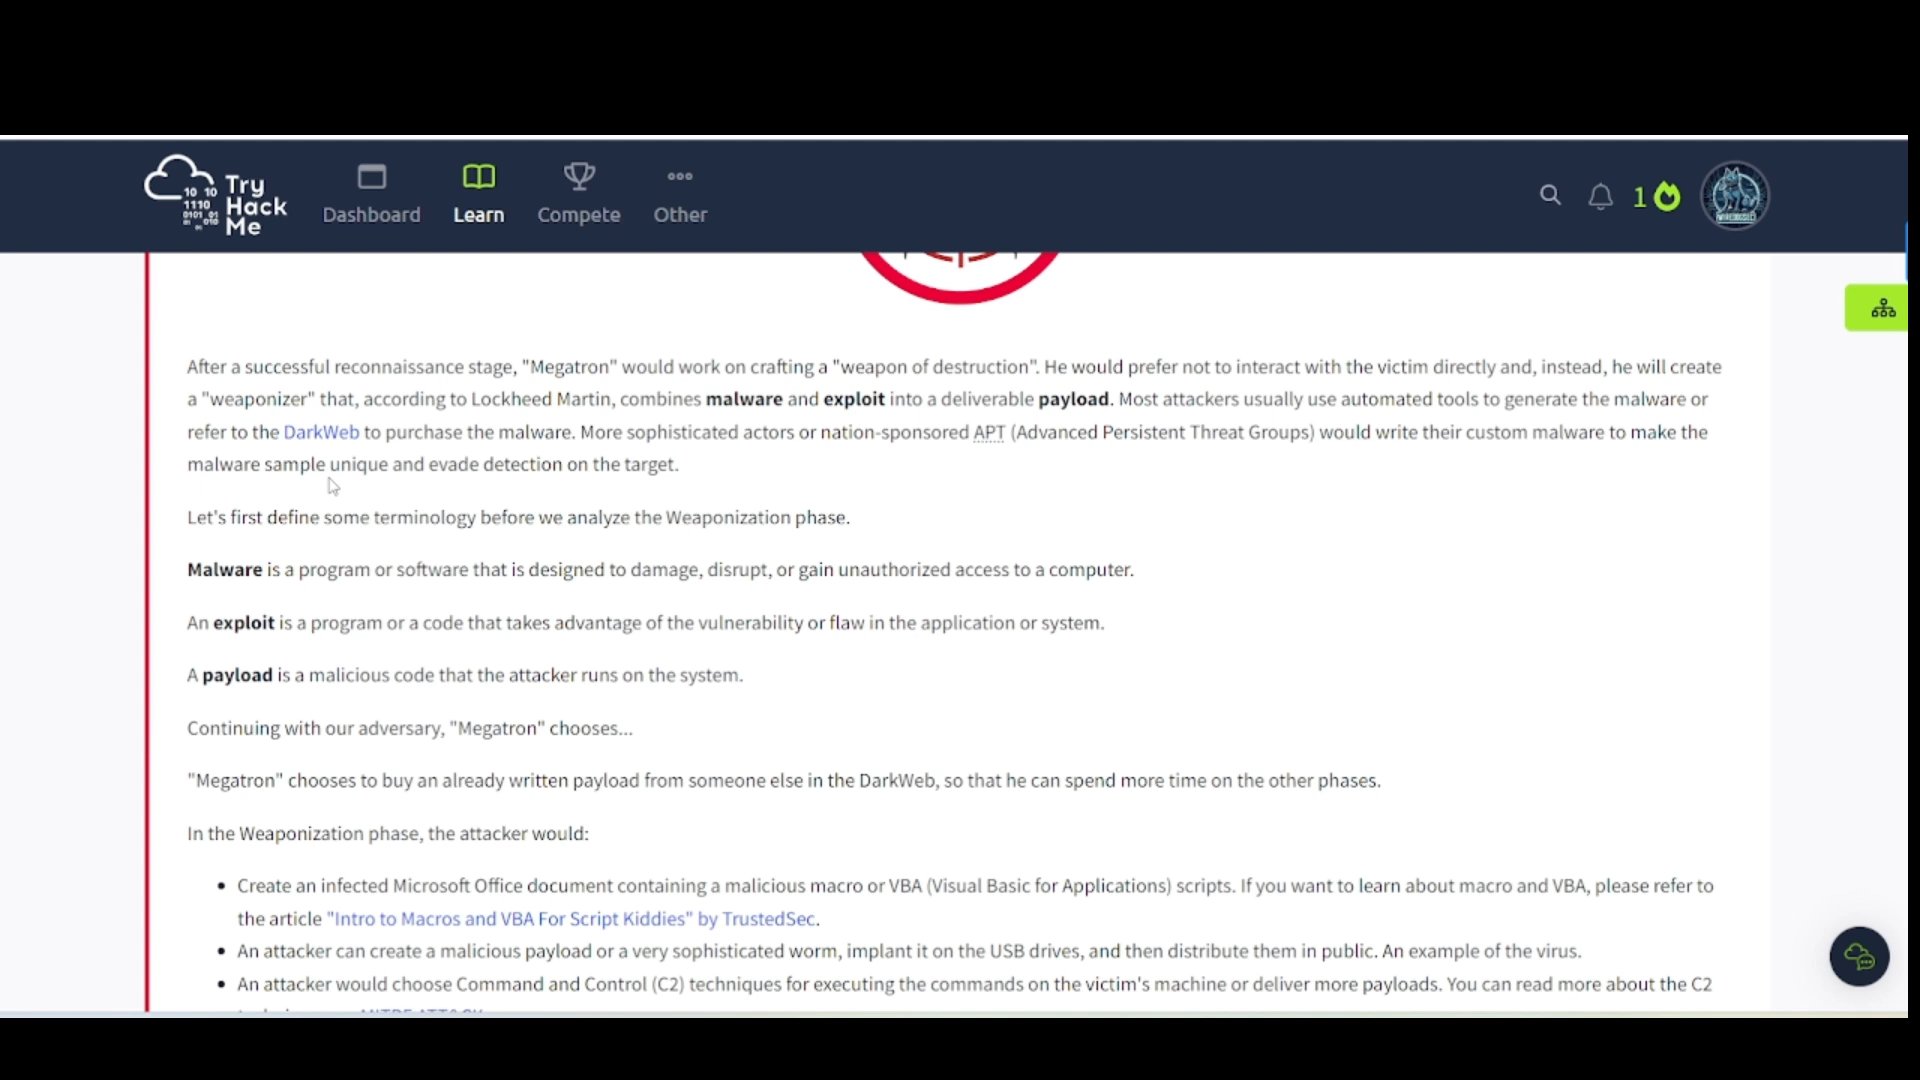 Try
Hack
Me
10 10
1110
0101 01
01 010
Dashboard
Learn
Compete
Other
1
After a successful reconnaissance stage, "Megatron" would work on crafting a "weapon of destruction". He would prefer not to interact with the victim directly and, instead, he will create
a "weaponizer" that, according to Lockheed Martin, combines malware and exploit into a deliverable payload. Most attackers usually use automated tools to generate the malware or
refer to the DarkWeb to purchase the malware. More sophisticated actors or nation-sponsored APT (Advanced Persistent Threat Groups) would write their custom malware to make the
malware sample unique and evade detection on the target.
Let's first define some terminology before we analyze the Weaponization phase.
Malware is a program or software that is designed to damage, disrupt, or gain unauthorized access to a computer.
An exploit is a program or a code that takes advantage of the vulnerability or flaw in the application or system.
A payload is a malicious code that the attacker runs on the system.
Continuing with our adversary, "Megatron" chooses...
"Megatron" chooses to buy an already written payload from someone else in the DarkWeb, so that he can spend more time on the other phases.
In the Weaponization phase, the attacker would:
• Create an infected Microsoft Office document containing a malicious macro or VBA (Visual Basic for Applications) scripts. If you want to learn about macro and VBA, please refer to
the article "Intro to Macros and VBA For Script Kiddies" by TrustedSec.
• An attacker can create a malicious payload or a very sophisticated worm, implant it on the USB drives, and then distribute them in public. An example of the virus.
• An attacker would choose Command and Control (C2) techniques for executing the commands on the victim's machine or deliver more payloads. You can read more about the C2